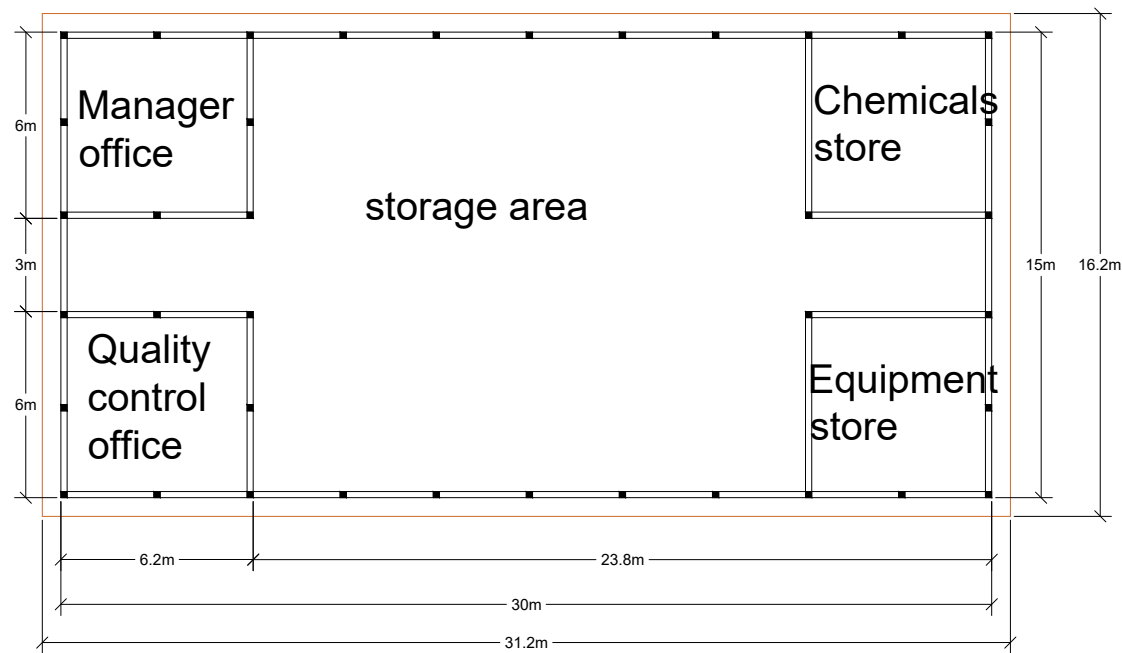 Manager
office
Chemicals
store
storage area
Quality
control
office
Equipment
store
6m
3m
6m
15m
16.2m
6.2m
23.8m
30m
31.2m